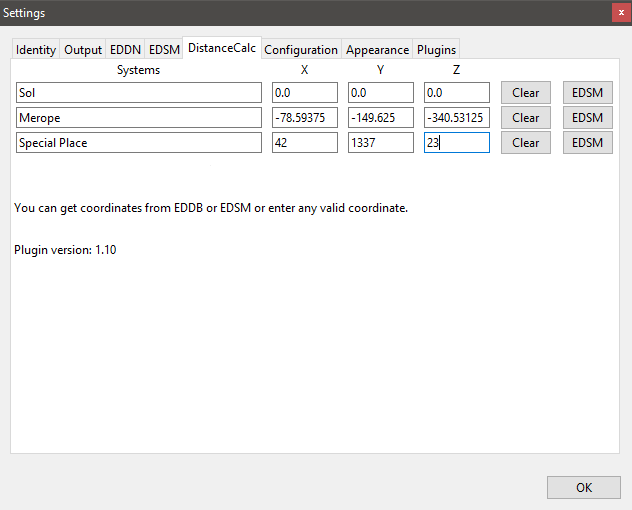 Settings x
Identity Output EDDN EDSM DistanceCalc Configuration Appearance Plugins
Systems X Y Z
Sol 0.0 0.0 0.0 Clear EDSM
Merope -78.59375 -149.625 -340.53125 Clear EDSM
Special Place 42 1337 23 Clear EDSM
You can get coordinates from EDDB or EDSM or enter any valid coordinate.
Plugin version: 1.10
OK